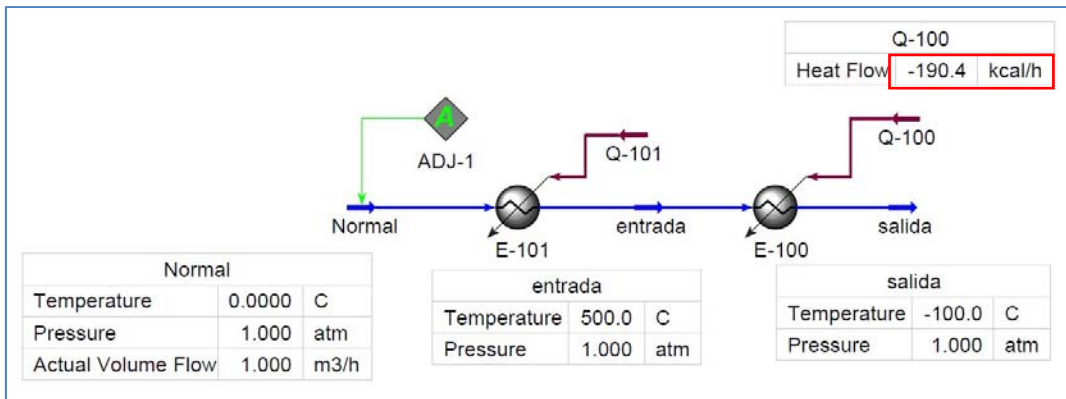 Q-100
Heat Flow -190.4 kcal/h
A
ADJ-1
Q-101
Q-100
Normal
E-101
entrada
E-100
salida
Normal
Temperature 0.0000 C
Pressure 1.000 atm
Actual Volume Flow 1.000 m3/h
entrada
Temperature 500.0 C
Pressure 1.000 atm
salida
Temperature -100.0 C
Pressure 1.000 atm